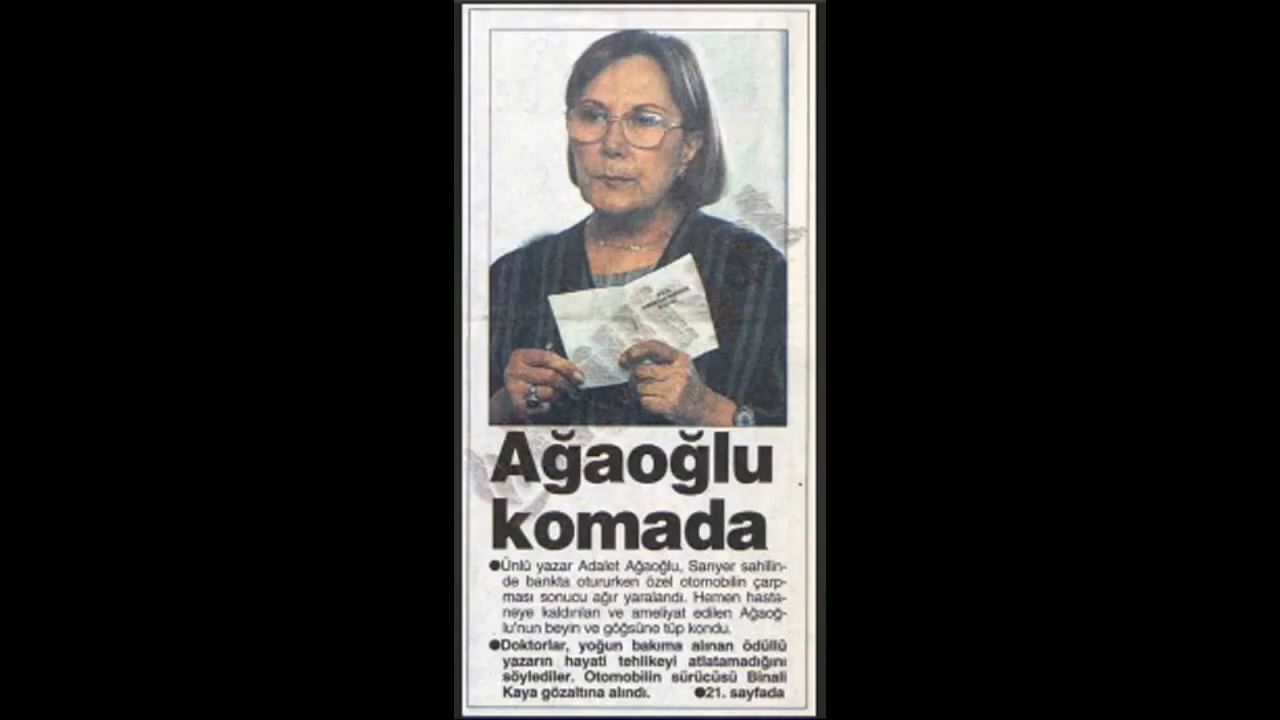 Ağaoğlu
komada
●Ünlü yazar Adalet Ağaoğlu, Sarıyer sahilin-
de bankta otururken özel otomobilin çarp-
ması sonucu ağır yaralandı. Hemen hasta-
neye kaldırılan ve ameliyat edilen Ağaoğ-
lu'nun beyin ve göğsüne tüp kondu.
●Doktorlar, yoğun bakıma alınan ödüllü
yazarın hayati tehlikeyi atlatamadığını
söylediler. Otomobilin sürücüsü Binali
Kaya gözaltına alındı. ●21. sayfada